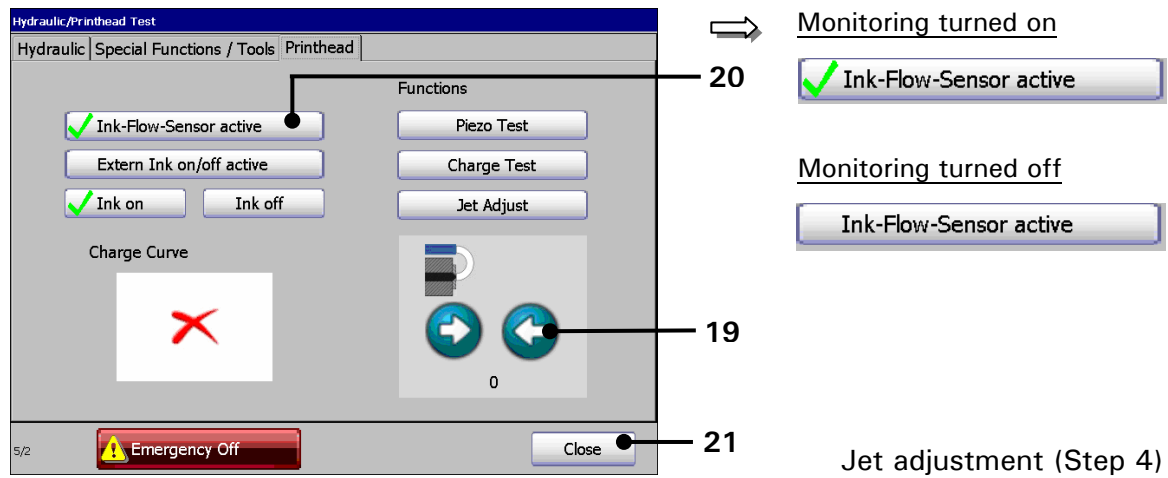 Hydraulic/Printhead Test
Hydraulic Special Functions / Tools Printhead
Functions
Ink-Flow-Sensor active
Piezo Test
Extern Ink on/off active
Charge Test
Ink on
Ink off
Jet Adjust
Charge Curve
0
5/2
Emergency Off
Close
20
19
21
Monitoring turned on
Ink-Flow-Sensor active
Monitoring turned off
Ink-Flow-Sensor active
Jet adjustment (Step 4)